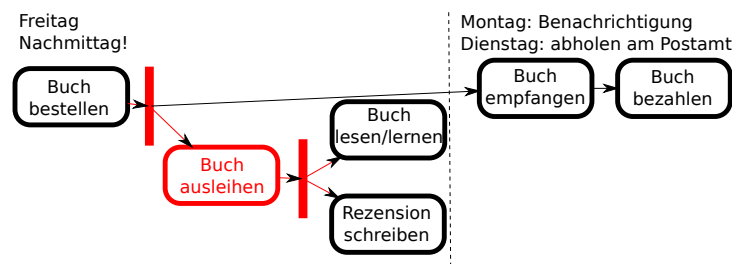 Freitag
Nachmittag!
Montag: Benachrichtigung
Dienstag: abholen am Postamt
Buch
bestellen
Buch
empfangen
Buch
bezahlen
Buch
lesen/lernen
Buch
ausleihen
Rezension
schreiben